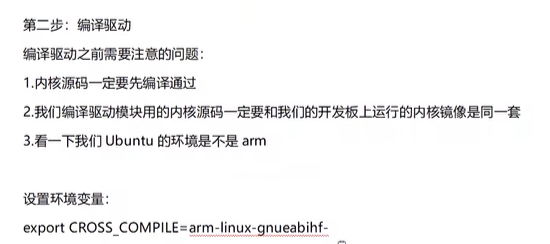 第二步：编译驱动
编译驱动之前需要注意的问题：
1.内核源码一定要先编译通过
2.我们编译驱动模块用的内核源码一定要和我们的开发板上运行的内核镜像是同一套
3.看一下我们 Ubuntu 的环境是不是 arm
设置环境变量：
export CROSS_COMPILE=arm-linux-gnueabihf-